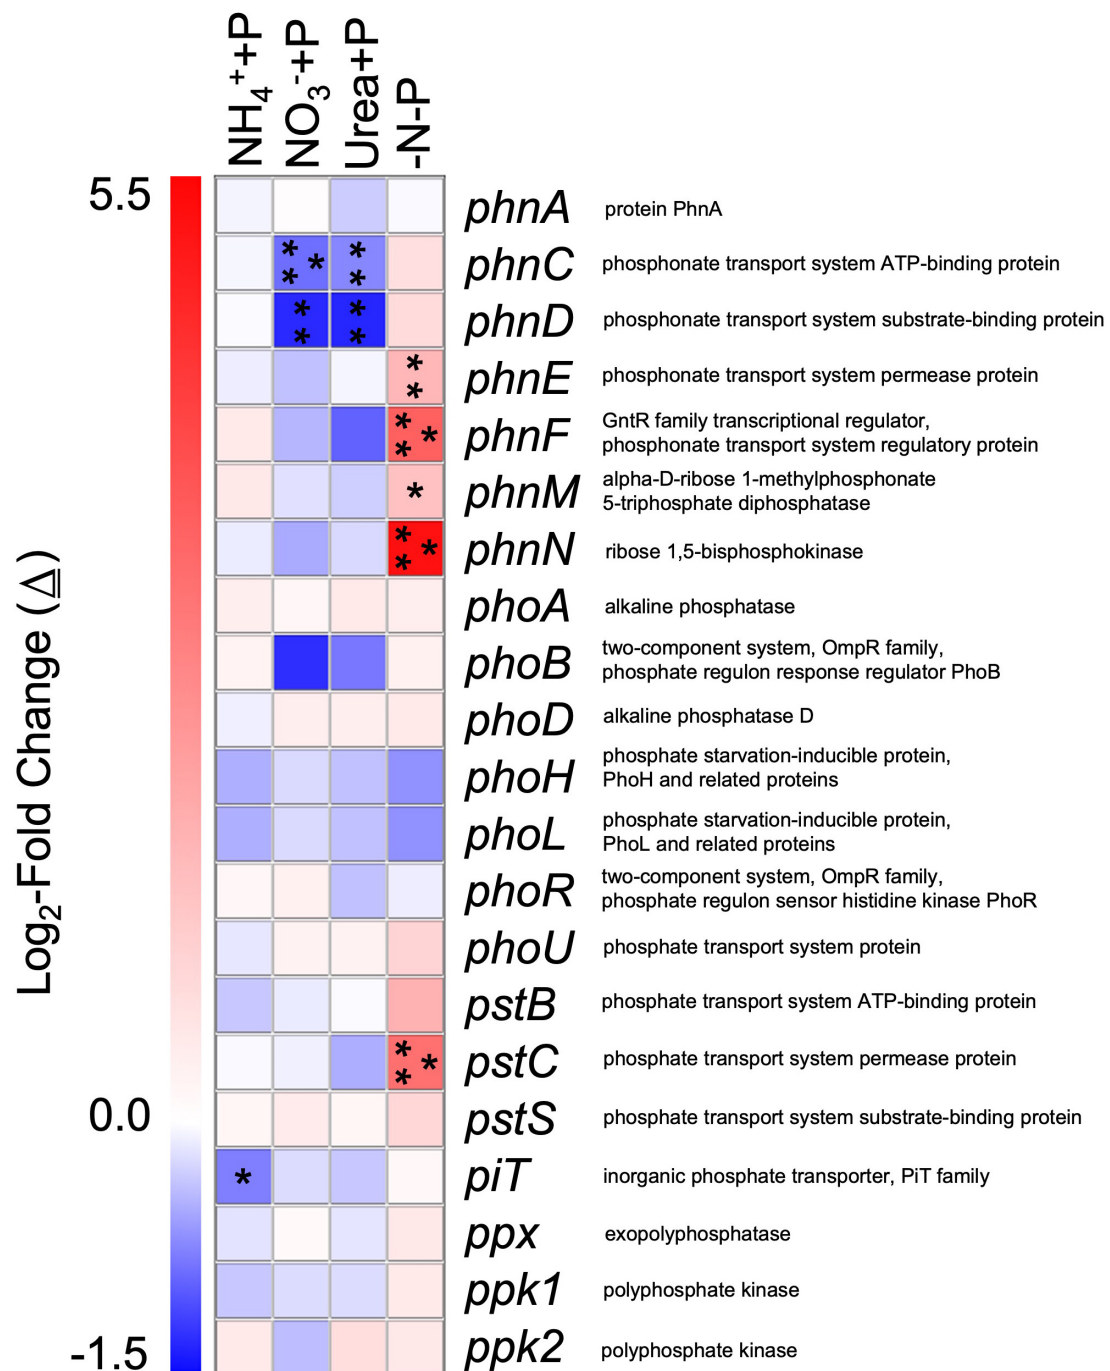 NH₄⁺+P
NO₃⁻+P
Urea+P
-N-P
5.5
0.0
-1.5
Log₂-Fold Change (Δ)
phnA protein PhnA
phnC phosphonate transport system ATP-binding protein
phnD phosphonate transport system substrate-binding protein
phnE phosphonate transport system permease protein
phnF GntR family transcriptional regulator,
phosphonate transport system regulatory protein
phnM alpha-D-ribose 1-methylphosphonate
5-triphosphate diphosphatase
phnN ribose 1,5-bisphosphokinase
phoA alkaline phosphatase
phoB two-component system, OmpR family,
phosphate regulon response regulator PhoB
phoD alkaline phosphatase D
phoH phosphate starvation-inducible protein,
PhoH and related proteins
phoL phosphate starvation-inducible protein,
PhoL and related proteins
phoR two-component system, OmpR family,
phosphate regulon sensor histidine kinase PhoR
phoU phosphate transport system protein
pstB phosphate transport system ATP-binding protein
pstC phosphate transport system permease protein
pstS phosphate transport system substrate-binding protein
piT inorganic phosphate transporter, PiT family
ppx exopolyphosphatase
ppk1 polyphosphate kinase
ppk2 polyphosphate kinase